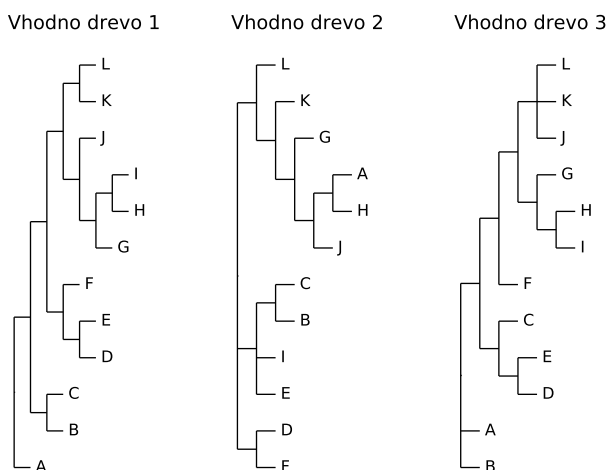 Vhodno drevo 1 Vhodno drevo 2 Vhodno drevo 3
L L L
K K K
J G J
I A G
H H H
G J I
F C F
E B C
D I E
C E D
B D A
A F B